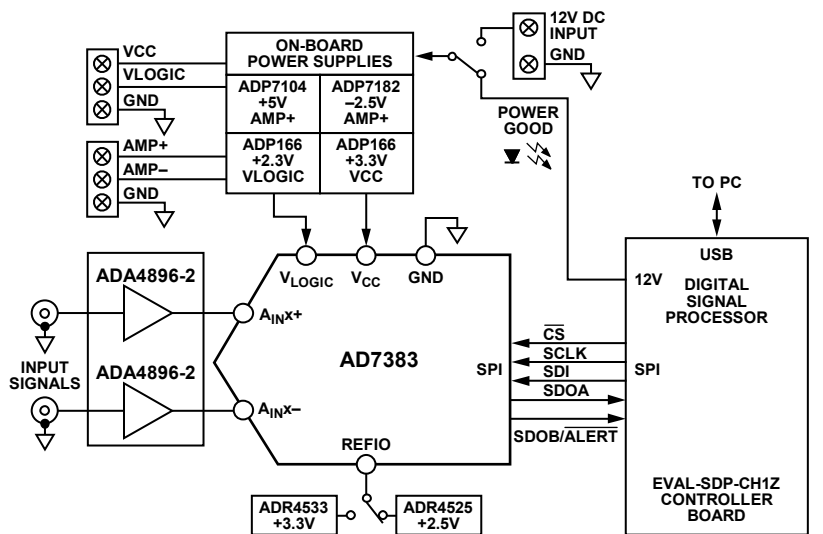 VCC
VLOGIC
GND
AMP+
AMP–
GND
ON-BOARD
POWER SUPPLIES
ADP7104
+5V
AMP+
ADP7182
–2.5V
AMP+
ADP166
+2.3V
VLOGIC
ADP166
+3.3V
VCC
12V DC
INPUT
GND
POWER
GOOD
TO PC
USB
12V
DIGITAL
SIGNAL
PROCESSOR
SPI
EVAL-SDP-CH1Z
CONTROLLER
BOARD
ADA4896-2
ADA4896-2
INPUT
SIGNALS
VLOGIC
VCC
GND
AINx+
AINx–
AD7383
SPI
REFIO
CS
SCLK
SDI
SDOA
SDOB/ALERT
ADR4533
+3.3V
ADR4525
+2.5V